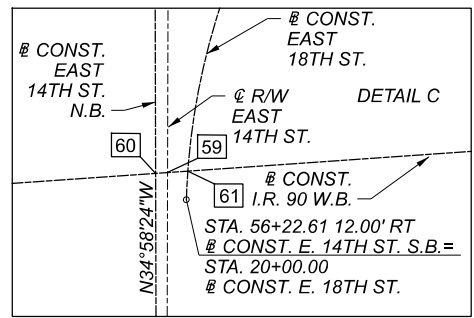 ℄ CONST.
EAST
14TH ST.
N.B.
℄ CONST.
EAST
18TH ST.
℄ R/W
EAST
14TH ST.
DETAIL C
60
59
61
℄ CONST.
I.R. 90 W.B.
N34°58'24"W
STA. 56+22.61 12.00' RT
℄ CONST. E. 14TH ST. S.B.=
STA. 20+00.00
℄ CONST. E. 18TH ST.